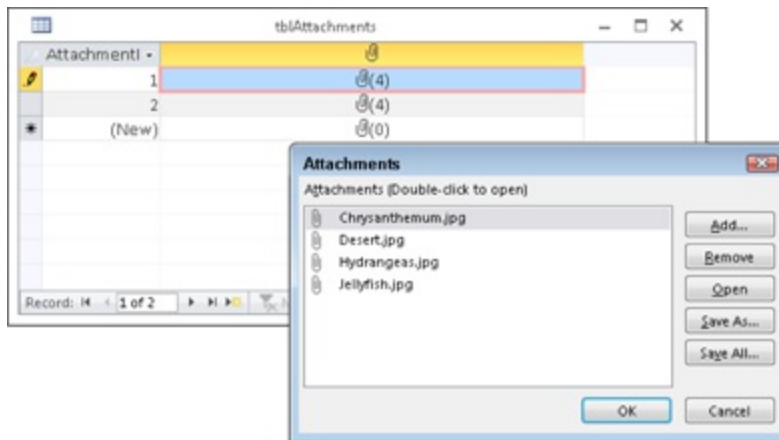 tblAttachments
AttachmentI
1 (4)
2 (4)
(New) (0)
Record: 1 of 2
Attachments
Attachments (Double-click to open)
Chrysanthemum.jpg
Desert.jpg
Hydrangeas.jpg
Jellyfish.jpg
Add...
Remove
Open
Save As...
Save All...
OK
Cancel